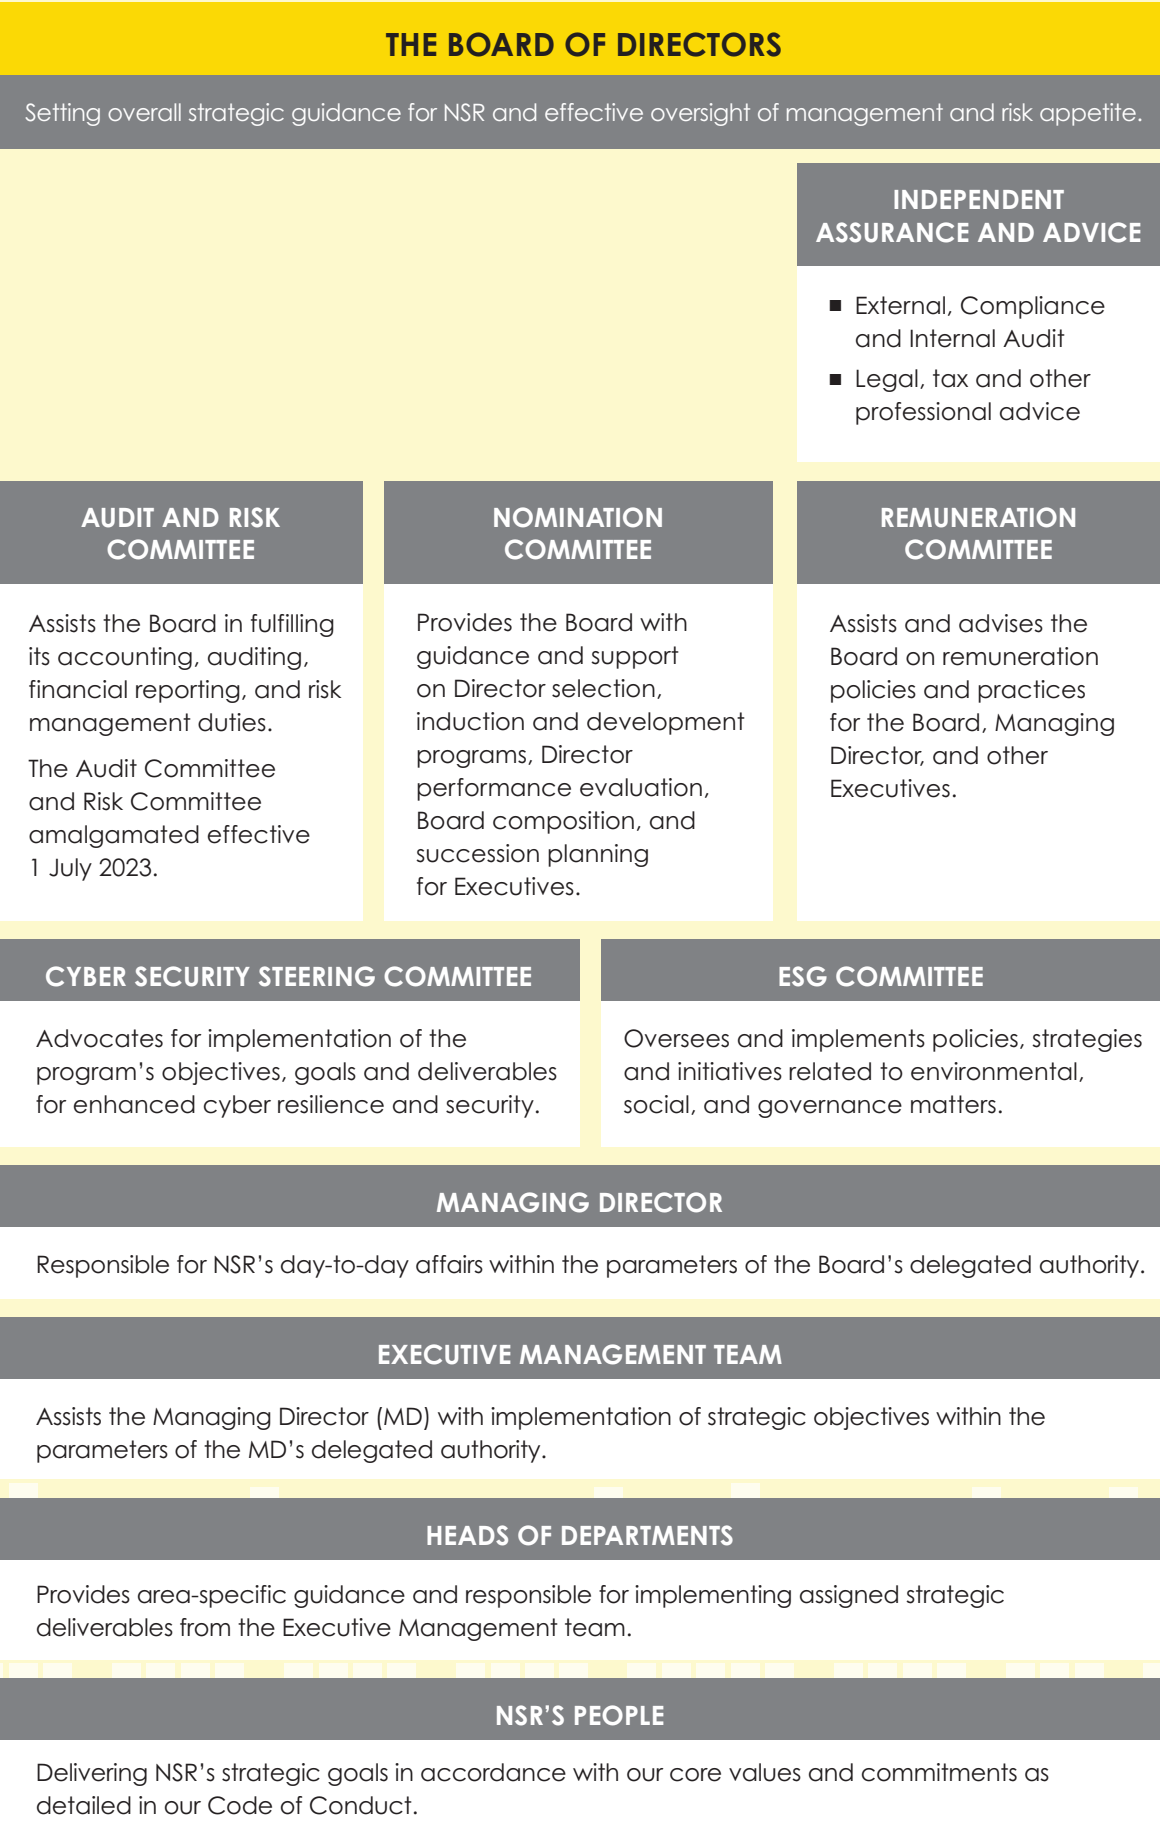 THE BOARD OF DIRECTORS
Setting overall strategic guidance for NSR and effective oversight of management and risk appetite.
INDEPENDENT
ASSURANCE AND ADVICE
■ External, Compliance
and Internal Audit
■ Legal, tax and other
professional advice
AUDIT AND RISK
COMMITTEE
Assists the Board in fulfilling
its accounting, auditing,
financial reporting, and risk
management duties.
The Audit Committee
and Risk Committee
amalgamated effective
1 July 2023.
NOMINATION
COMMITTEE
Provides the Board with
guidance and support
on Director selection,
induction and development
programs, Director
performance evaluation,
Board composition, and
succession planning
for Executives.
REMUNERATION
COMMITTEE
Assists and advises the
Board on remuneration
policies and practices
for the Board, Managing
Director, and other
Executives.
CYBER SECURITY STEERING COMMITTEE
Advocates for implementation of the
program’s objectives, goals and deliverables
for enhanced cyber resilience and security.
ESG COMMITTEE
Oversees and implements policies, strategies
and initiatives related to environmental,
social, and governance matters.
MANAGING DIRECTOR
Responsible for NSR’s day-to-day affairs within the parameters of the Board’s delegated authority.
EXECUTIVE MANAGEMENT TEAM
Assists the Managing Director (MD) with implementation of strategic objectives within the
parameters of the MD’s delegated authority.
HEADS OF DEPARTMENTS
Provides area-specific guidance and responsible for implementing assigned strategic
deliverables from the Executive Management team.
NSR’S PEOPLE
Delivering NSR’s strategic goals in accordance with our core values and commitments as
detailed in our Code of Conduct.